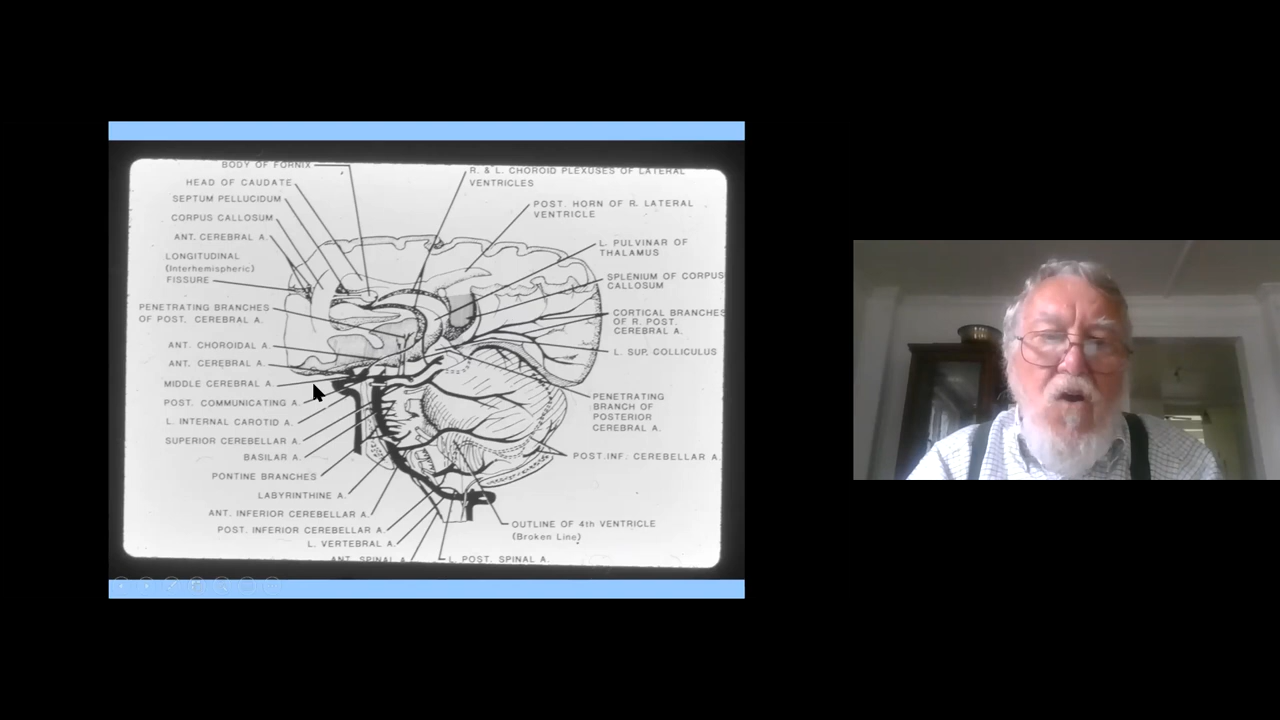 BODY OF FORNIX
HEAD OF CAUDATE
SEPTUM PELLUCIDUM
CORPUS CALLOSUM
ANT. CEREBRAL A.
LONGITUDINAL
(Interhemispheric)
FISSURE
PENETRATING BRANCHES
OF POST. CEREBRAL A.
ANT. CHOROIDAL A.
ANT. CEREBRAL A.
MIDDLE CEREBRAL A.
POST. COMMUNICATING A.
L. INTERNAL CAROTID A.
SUPERIOR CEREBELLAR A.
BASILAR A.
PONTINE BRANCHES
LABYRINTHINE A.
ANT. INFERIOR CEREBELLAR A.
POST. INFERIOR CEREBELLAR A.
L. VERTEBRAL A.
ANT. SPINAL A.
R. & L. CHOROID PLEXUSES OF LATERAL
VENTRICLES
POST. HORN OF R. LATERAL
VENTRICLE
L. PULVINAR OF
THALAMUS
SPLENIUM OF CORPUS
CALLOSUM
CORTICAL BRANCHES
OF R. POST.
CEREBRAL A.
L. SUP. COLLICULUS
PENETRATING
BRANCH OF
POSTERIOR
CEREBRAL A.
POST. INF: CEREBELLAR A.
OUTLINE OF 4th VENTRICLE
(Broken Line)
L. POST. SPINAL A.